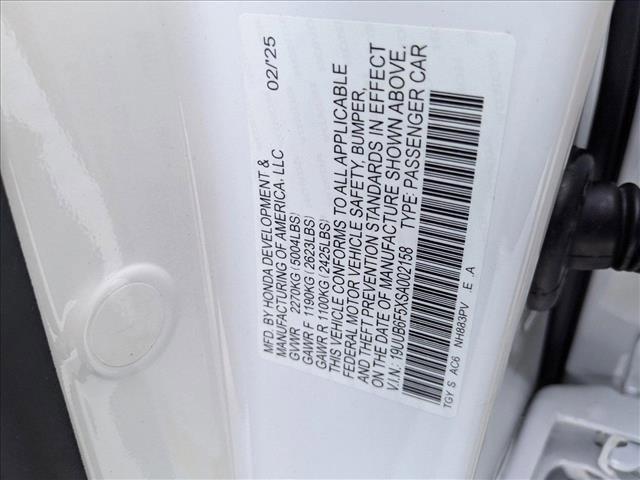 MFD. BY HONDA DEVELOPMENT & 02/'25
MANUFACTURING OF AMERICA, LLC
GVWR 2270KG(5004LBS)
GAWR F 1190KG(2623LBS)
GAWR R 1100KG(2425LBS)
THIS VEHICLE CONFORMS TO ALL APPLICABLE
FEDERAL MOTOR VEHICLE SAFETY, BUMPER,
AND THEFT PREVENTION STANDARDS IN EFFECT
ON THE DATE OF MANUFACTURE SHOWN ABOVE.
V.I.N.: 19UUB6F5XSA002158 TYPE: PASSENGER CAR
TGY S AC6 NH883PV E A